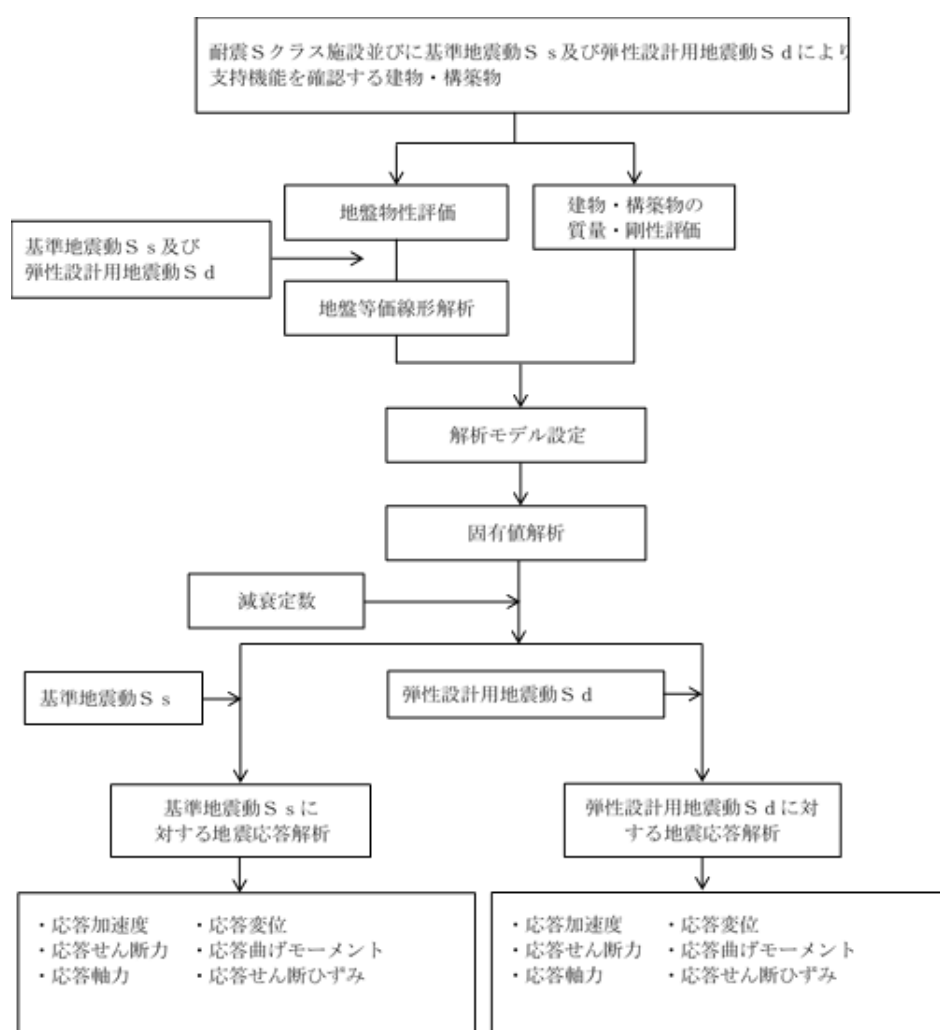 耐震Sクラス施設並びに基準地震動Ss及び弾性設計用地震動Sdにより
支持機能を確認する建物・構築物
地盤物性評価
建物・構築物の
質量・剛性評価
基準地震動Ss及び
弾性設計用地震動Sd
地盤等価線形解析
解析モデル設定
固有値解析
減衰定数
基準地震動Ss
弾性設計用地震動Sd
基準地震動Ssに
対する地震応答解析
弾性設計用地震動Sdに対
する地震応答解析
・応答加速度 ・応答変位
・応答せん断力 ・応答曲げモーメント
・応答軸力 ・応答せん断ひずみ
・応答加速度 ・応答変位
・応答せん断力 ・応答曲げモーメント
・応答軸力 ・応答せん断ひずみ